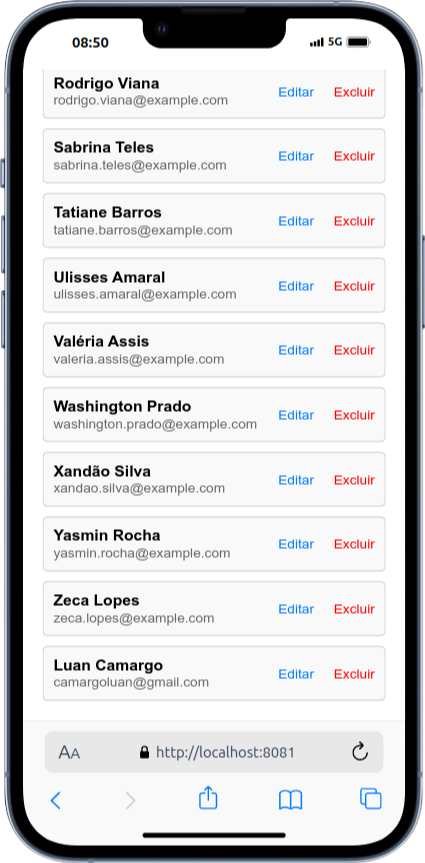 08:50
5G
Rodrigo Viana
rodrigo.viana@example.com
Editar Excluir
Sabrina Teles
sabrina.teles@example.com
Editar Excluir
Tatiane Barros
tatiane.barros@example.com
Editar Excluir
Ulisses Amaral
ulisses.amaral@example.com
Editar Excluir
Valéria Assis
valeria.assis@example.com
Editar Excluir
Washington Prado
washington.prado@example.com
Editar Excluir
Xandão Silva
xandao.silva@example.com
Editar Excluir
Yasmin Rocha
yasmin.rocha@example.com
Editar Excluir
Zeca Lopes
zeca.lopes@example.com
Editar Excluir
Luan Camargo
camargoluan@gmail.com
Editar Excluir
AA http://localhost:8081